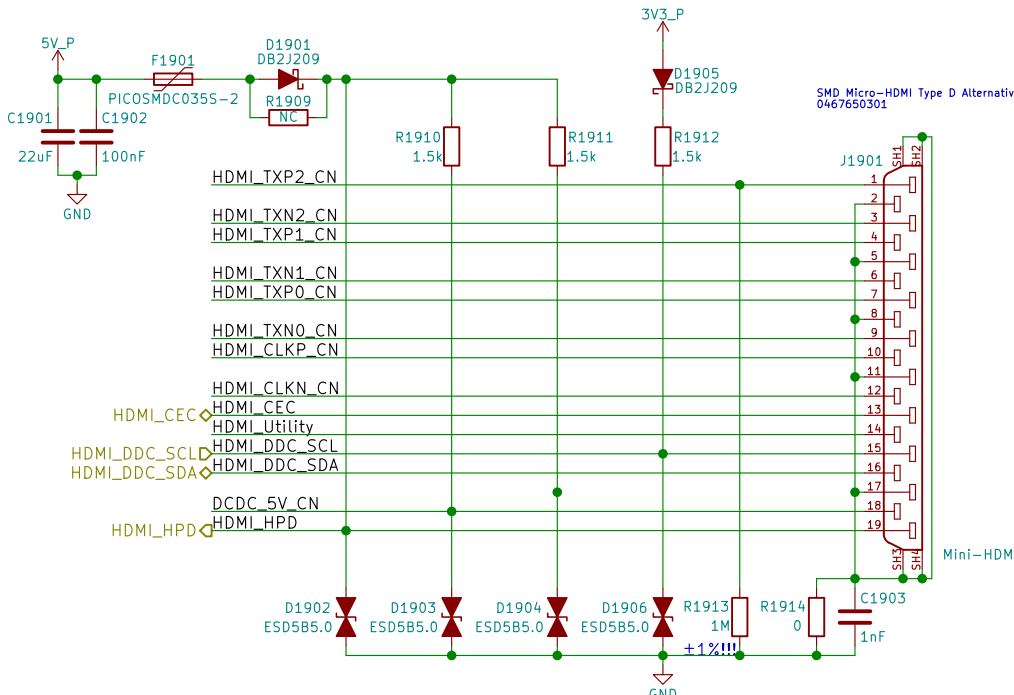 3V3_P
5V_P
D1901
DB2J209
F1901
D1905
DB2J209
PICOSMDC035S-2
R1909
NC
SMD Micro-HDMI Type D Alternativ
0467650301
C1901
C1902
22uF
100nF
R1910
1.5k
R1911
1.5k
R1912
1.5k
J1901
SH1
SH2
GND
HDMI_TXP2_CN
1
2
HDMI_TXN2_CN
3
HDMI_TXP1_CN
4
5
HDMI_TXN1_CN
6
HDMI_TXP0_CN
7
8
HDMI_TXN0_CN
9
HDMI_CLKP_CN
10
11
HDMI_CLKN_CN
12
HDMI_CEC
HDMI_CEC
13
HDMI_Utility
14
HDMI_DDC_SCL
HDMI_DDC_SCL
15
HDMI_DDC_SDA
HDMI_DDC_SDA
16
17
DCDC_5V_CN
18
HDMI_HPD
HDMI_HPD
19
SH3
SH4
Mini-HDM
D1902
ESD5B5.0
D1903
ESD5B5.0
D1904
ESD5B5.0
D1906
ESD5B5.0
R1913
1M
R1914
0
C1903
1nF
±1%!!!
GND